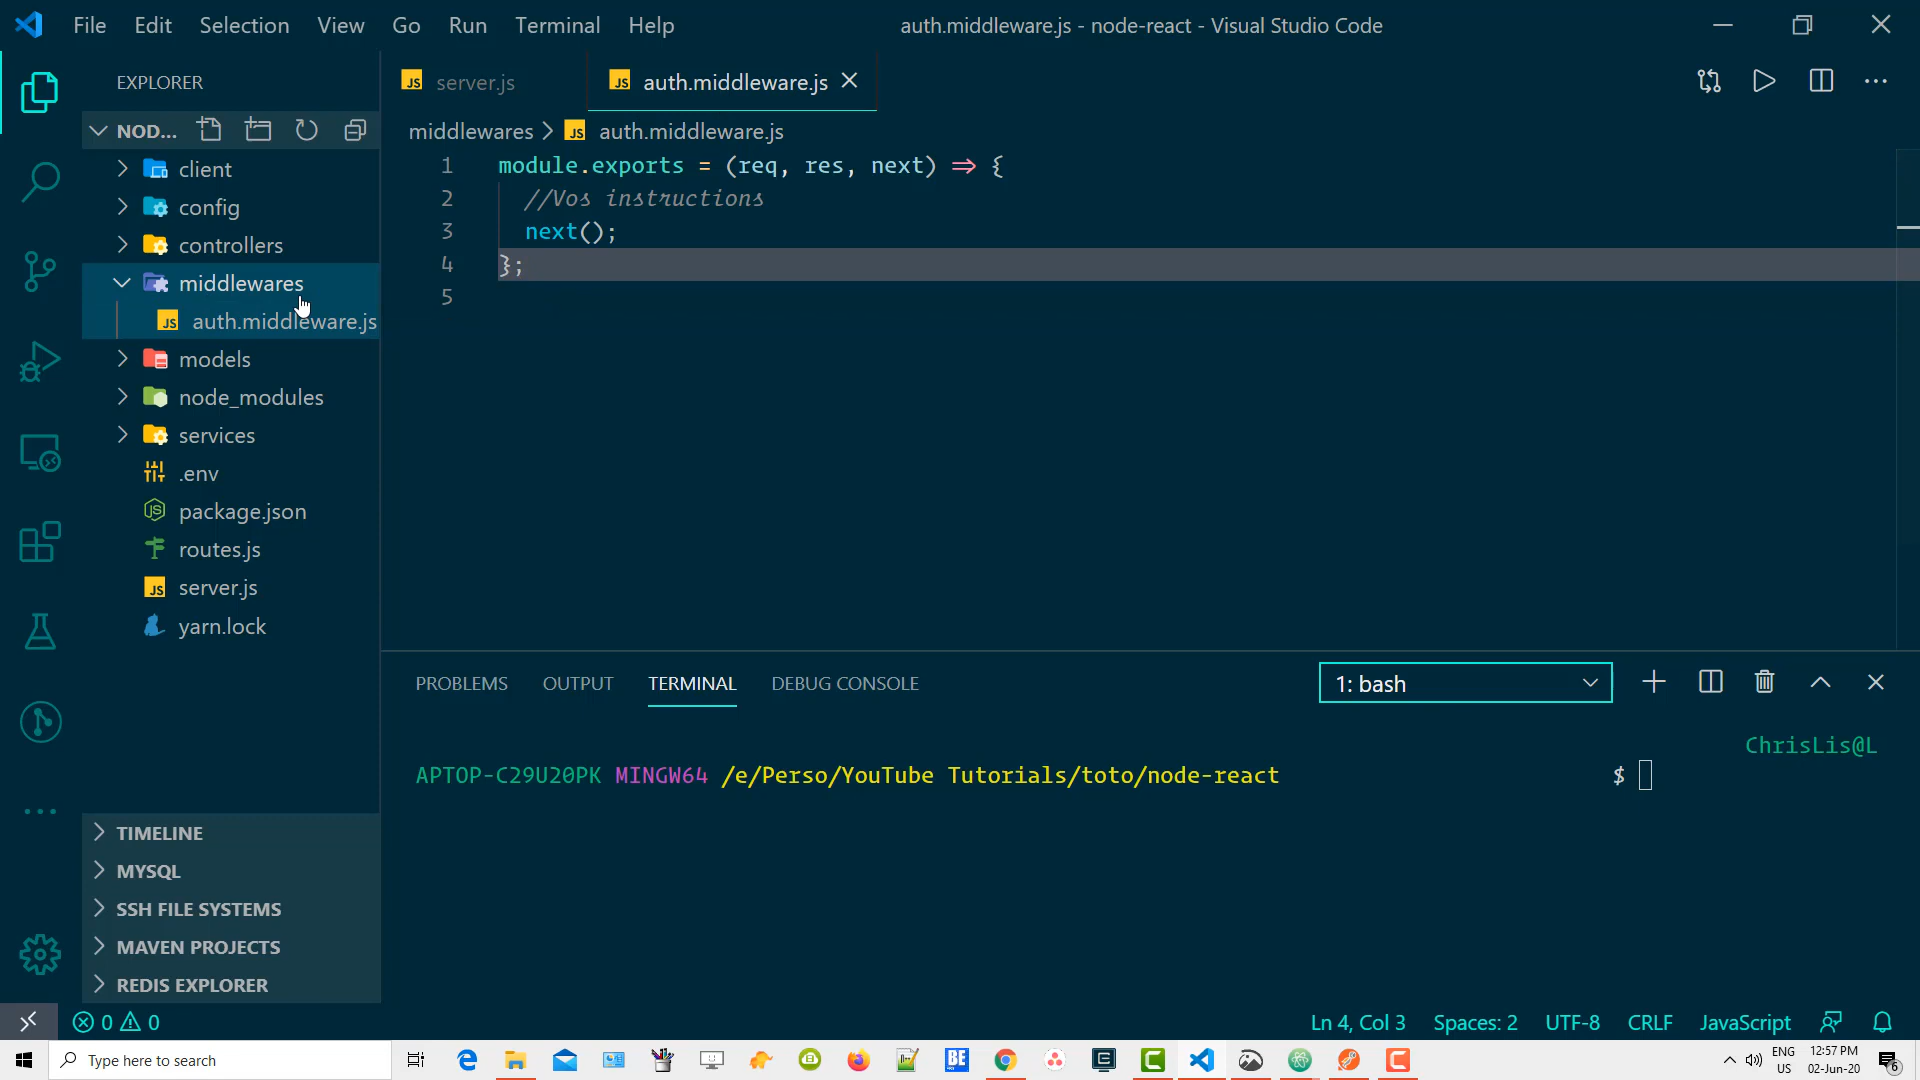 File Edit Selection View Go Run Terminal Help
auth.middleware.js - node-react - Visual Studio Code
EXPLORER
NOD...
client
config
controllers
middlewares
auth.middleware.js
models
node_modules
services
.env
package.json
routes.js
server.js
yarn.lock
TIMELINE
MYSQL
SSH FILE SYSTEMS
MAVEN PROJECTS
REDIS EXPLORER
JS server.js
JS auth.middleware.js
middlewares > JS auth.middleware.js
1 module.exports = (req, res, next) => {
2 //Vos instructions
3 next();
4 };
5
PROBLEMS OUTPUT TERMINAL DEBUG CONSOLE
1: bash
ChrisLis@L
APTOP-C29U20PK MINGW64 /e/Perso/YouTube Tutorials/toto/node-react $
0 0
Ln 4, Col 3 Spaces: 2 UTF-8 CRLF JavaScript
Type here to search
BE
ENG
US
12:57 PM
02-Jun-20
6